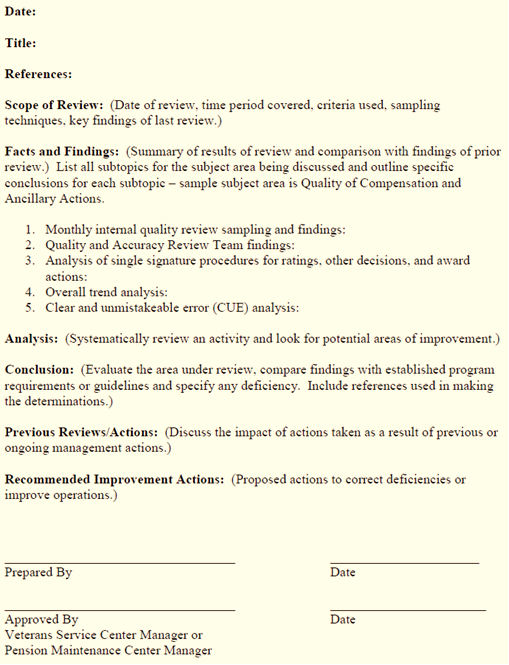 Date:
Title:
References:
Scope of Review: (Date of review, time period covered, criteria used, sampling
techniques, key findings of last review.)
Facts and Findings: (Summary of results of review and comparison with findings of prior
review.) List all subtopics for the subject area being discussed and outline specific
conclusions for each subtopic – sample subject area is Quality of Compensation and
Ancillary Actions.
1. Monthly internal quality review sampling and findings:
2. Quality and Accuracy Review Team findings:
3. Analysis of single signature procedures for ratings, other decisions, and award
actions:
4. Overall trend analysis:
5. Clear and unmistakeable error (CUE) analysis:
Analysis: (Systematically review an activity and look for potential areas of improvement.)
Conclusion: (Evaluate the area under review, compare findings with established program
requirements or guidelines and specify any deficiency. Include references used in making
the determinations.)
Previous Reviews/Actions: (Discuss the impact of actions taken as a result of previous or
ongoing management actions.)
Recommended Improvement Actions: (Proposed actions to correct deficiencies or
improve operations.)
Prepared By Date
Approved By Date
Veterans Service Center Manager or
Pension Maintenance Center Manager